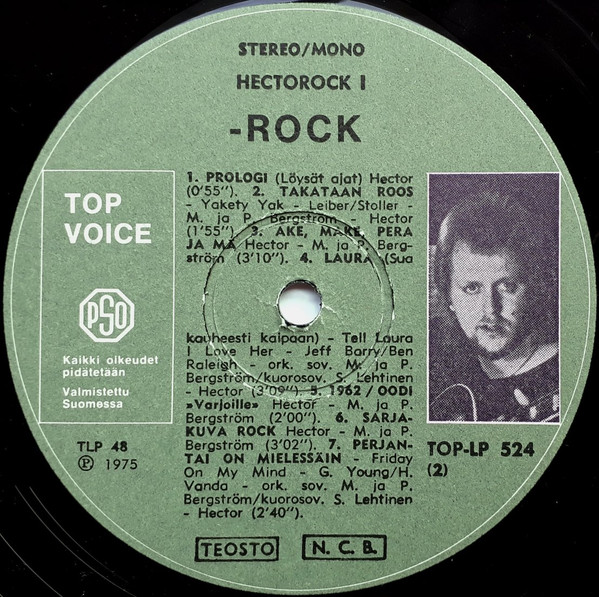 STEREO/MONO
HECTOROCK I
-ROCK
TOP
VOICE
PSO
Kaikki oikeudet
pidätetään
Valmistettu
Suomessa
TLP 48
Ⓟ 1975
1. PROLOGI (Löysät ajat) Hector
(0'55"). 2. TAKATAAN ROOS
- Yakety Yak - Leiber/Stoller -
M. ja P. Bergström - Hector
(1'55"). 3. ÅKE, MAKE, PERA
JA MÄ Hector - M. ja P. Berg-
ström (3'10"). 4. LAURA (Sua
kauheesti kaipaan) - Tell Laura
I Love Her - Jeff Barry/Ben
Raleigh - ork. sov. M. ja P.
Bergström/kuorosov. S. Lehtinen
- Hector (3'09"). 5. 1962/OODI
»Varjoille» Hector - M. ja P.
Bergström (2'00"). 6. SARJA-
KUVA ROCK Hector - M. ja P.
Bergström (3'02"). 7. PERJAN-
TAI ON MIELESSÄIN - Friday
On My Mind - G. Young/H.
Vanda - ork. sov. M. ja P.
Bergström/kuorosov. S. Lehtinen
- Hector (2'40").
TOP-LP 524
(2)
TEOSTO
N. C. B.